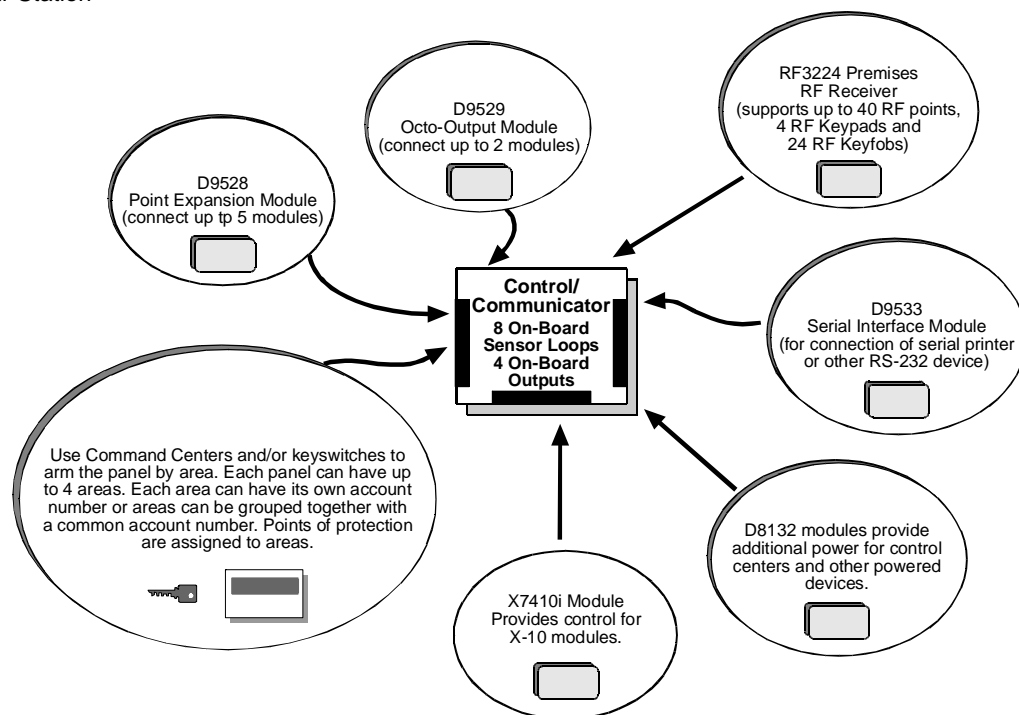 Station
D9529
Octo-Output Module
(connect up to 2 modules)
RF3224 Premises
RF Receiver
(supports up to 40 RF points,
4 RF Keypads and
24 RF Keyfobs)
D9528
Point Expansion Module
(connect up tp 5 modules)
Control/
Communicator
8 On-Board
Sensor Loops
4 On-Board
Outputs
D9533
Serial Interface Module
(for connection of serial printer
or other RS-232 device)
Use Command Centers and/or keyswitches to
arm the panel by area. Each panel can have up
to 4 areas. Each area can have its own account
number or areas can be grouped together with
a common account number. Points of protection
are assigned to areas.
D8132 modules provide
additional power for control
centers and other powered
devices.
X7410i Module
Provides control for
X-10 modules.